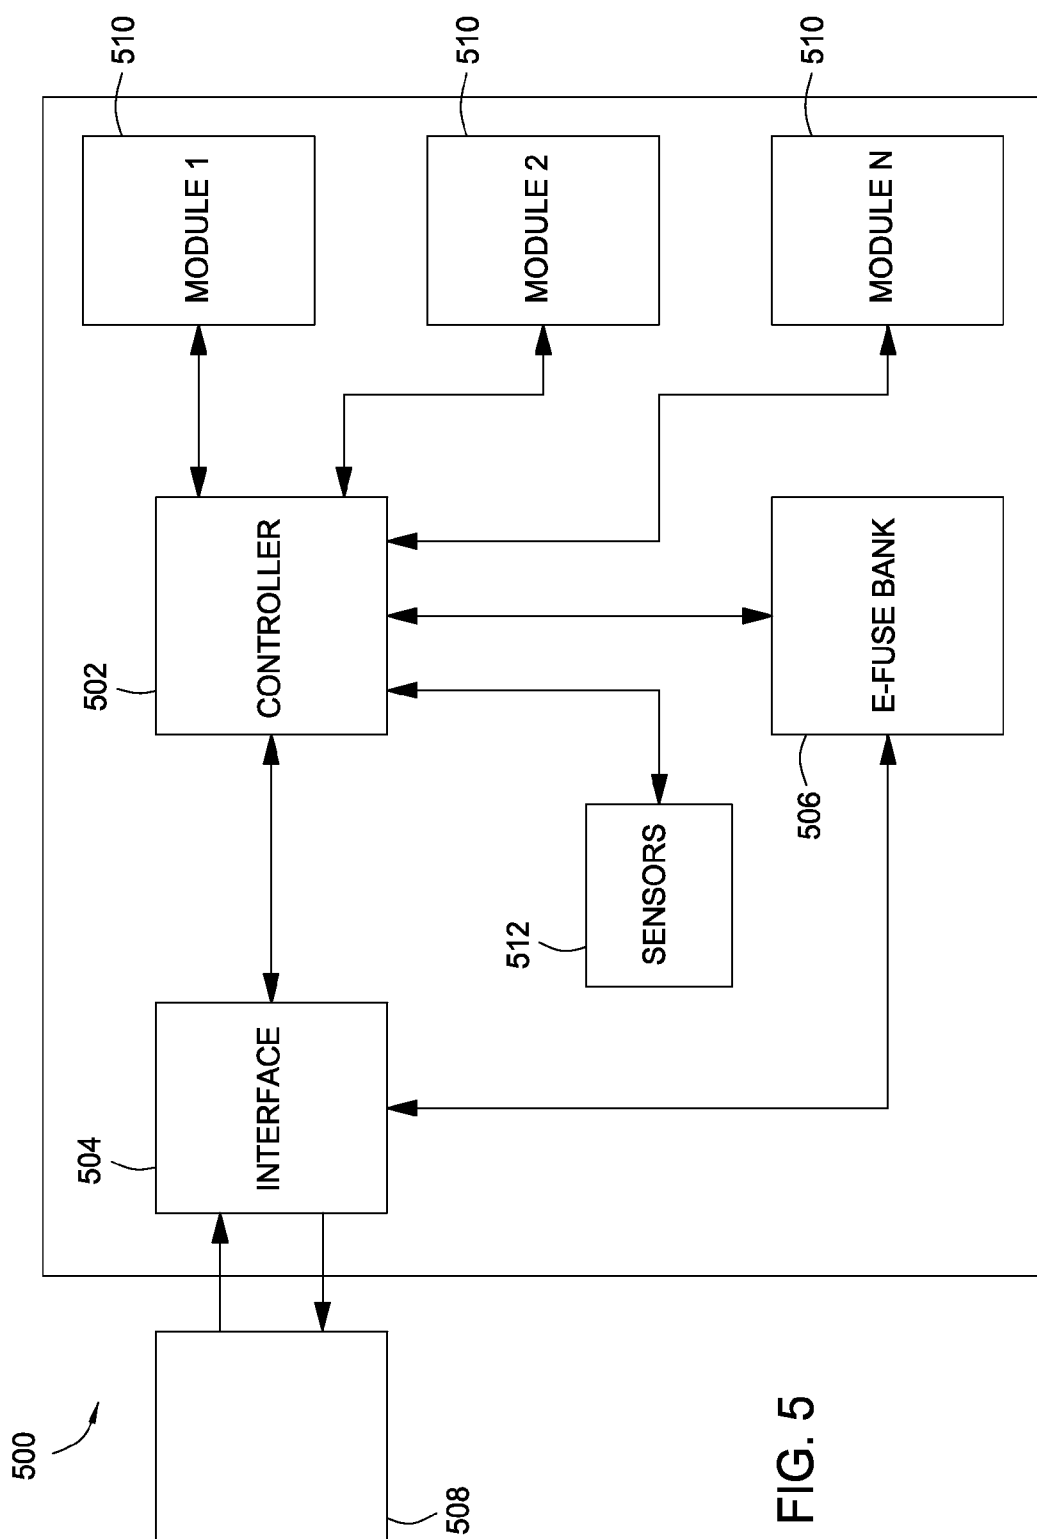 500
508
504
INTERFACE
502
CONTROLLER
512
SENSORS
506
E-FUSE BANK
510
MODULE 1
510
MODULE 2
510
MODULE N
FIG. 5